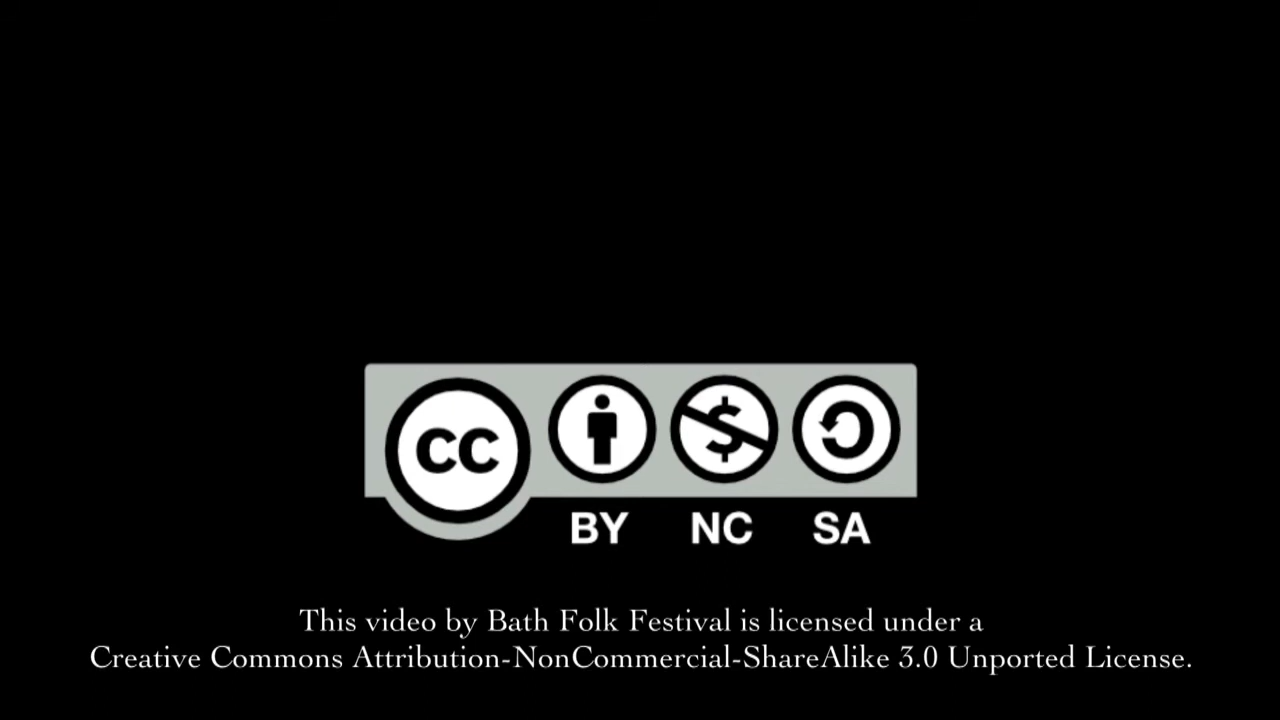 cc
BY NC SA
This video by Bath Folk Festival is licensed under a
Creative Commons Attribution-NonCommercial-ShareAlike 3.0 Unported License.